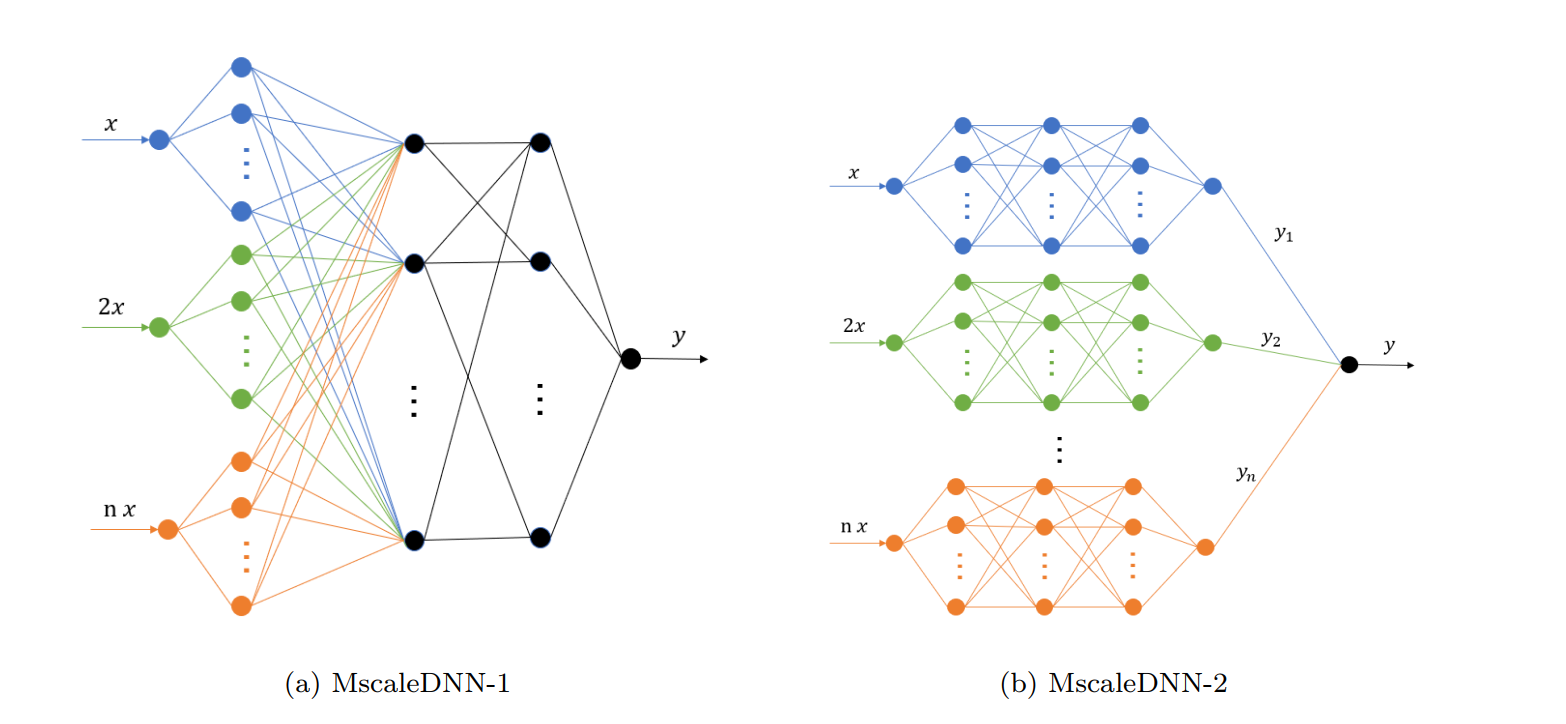 x
2x
n x
y
(a) MscaleDNN-1
x
2x
n x
y₁
y₂
yₙ
y
(b) MscaleDNN-2